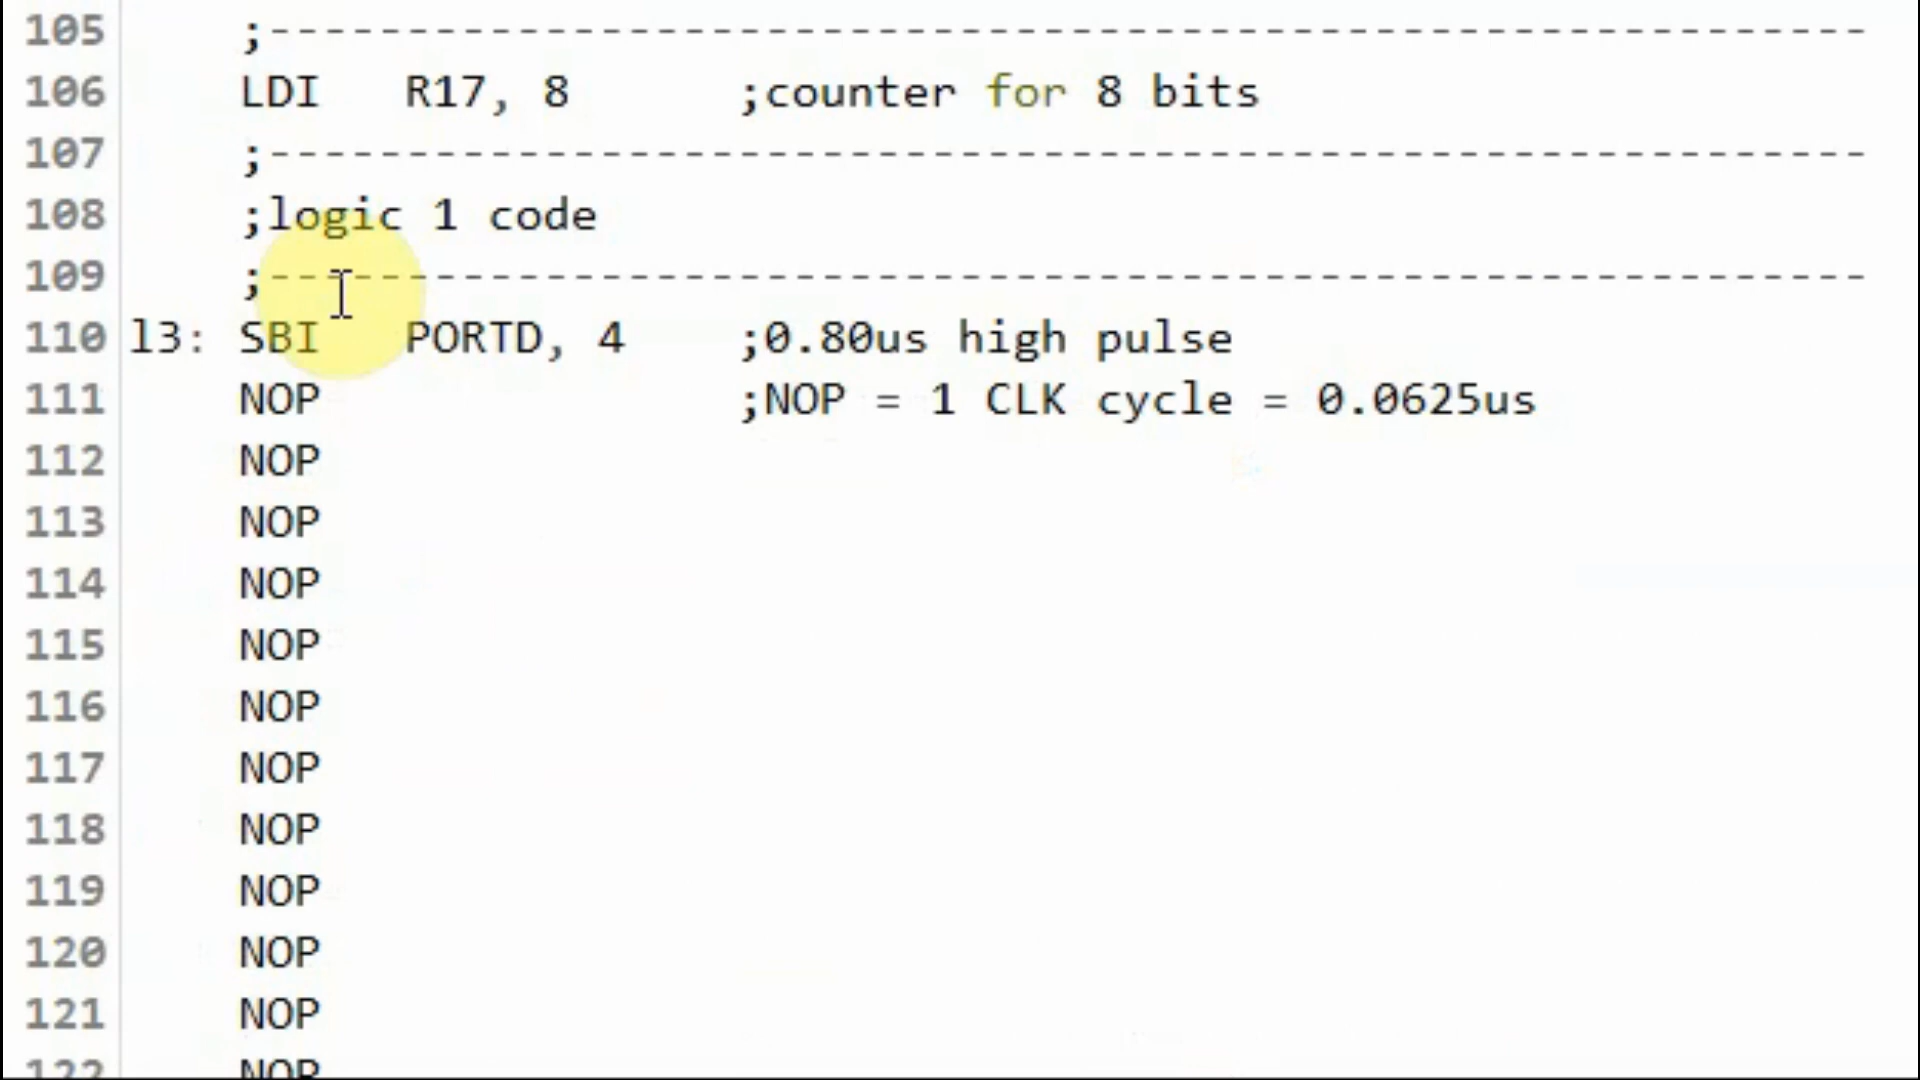 105 ;----------------------------------------------------------
106 LDI R17, 8 ;counter for 8 bits
107 ;----------------------------------------------------------
108 ;logic 1 code
109 ;----------------------------------------------------------
110 l3: SBI PORTD, 4 ;0.80us high pulse
111 NOP ;NOP = 1 CLK cycle = 0.0625us
112 NOP
113 NOP
114 NOP
115 NOP
116 NOP
117 NOP
118 NOP
119 NOP
120 NOP
121 NOP
122 NOP